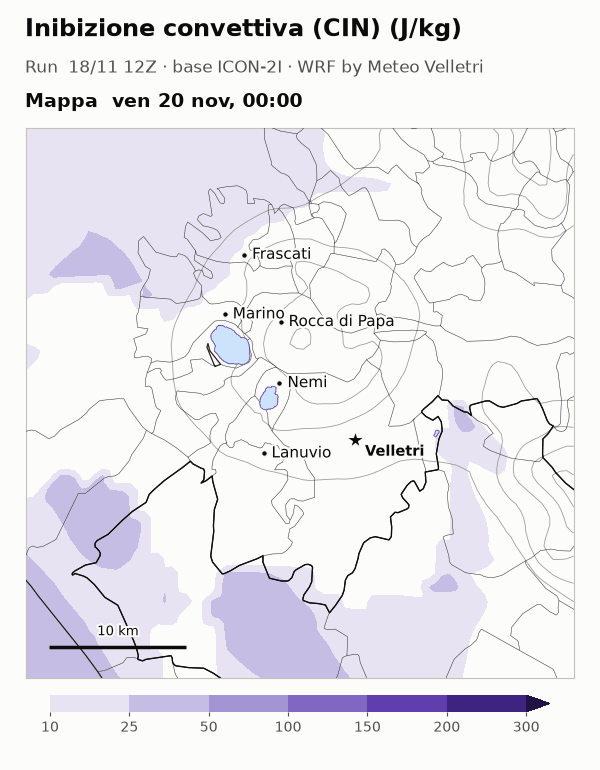 Inibizione convettiva (CIN) (J/kg)
Run  18/11 12Z · base ICON-2I · WRF by Meteo Velletri
Mappa  ven 20 nov, 00:00
Frascati
Marino
Rocca di Papa
Nemi
Velletri
Lanuvio
10 km
10 25 50 100 150 200 300